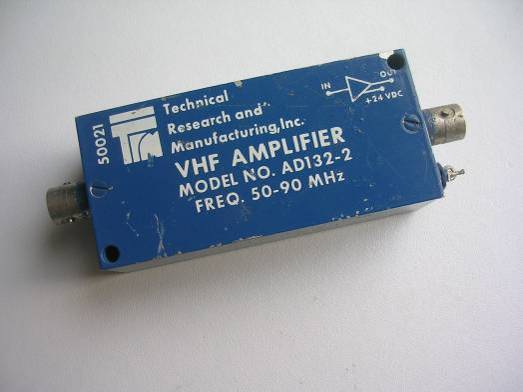 50021
Trm
Technical
Research and
Manufacturing, Inc.
IN
OUT
+24 VDC
VHF AMPLIFIER
MODEL NO. AD132-2
FREQ. 50-90 MHz